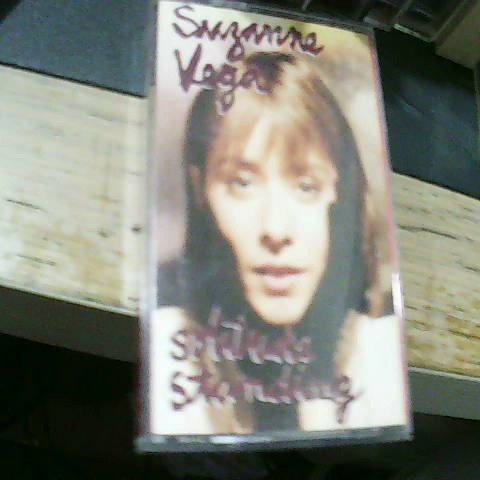 Suzanne
Vega
solitude
standing